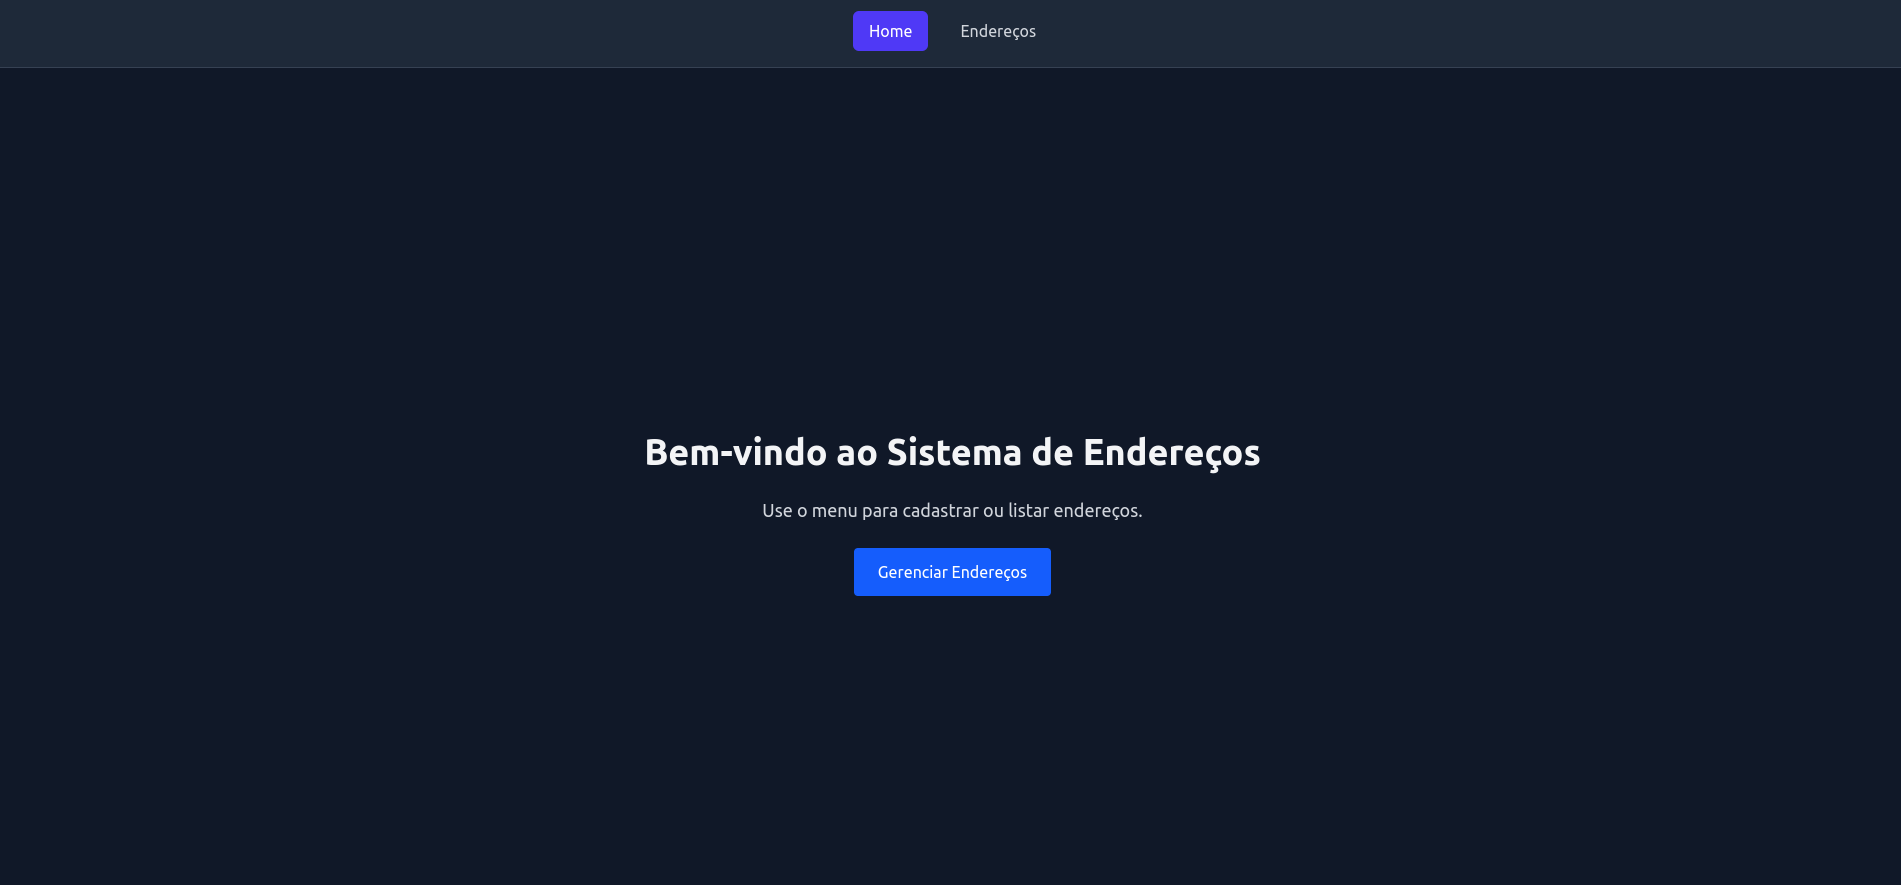 Home Endereços
Bem-vindo ao Sistema de Endereços
Use o menu para cadastrar ou listar endereços.
Gerenciar Endereços